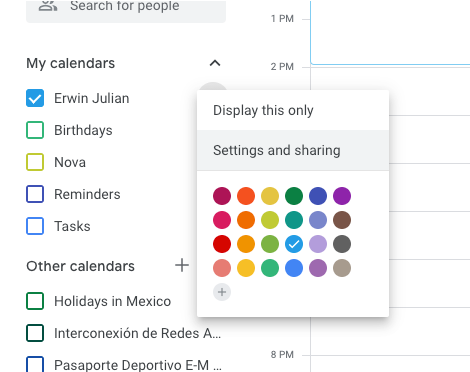 Search for people
1 PM
My calendars
2 PM
Erwin Julian
Display this only
Birthdays
Settings and sharing
Nova
Reminders
Tasks
Other calendars
Holidays in Mexico
Interconexión de Redes A...
8 PM
Pasaporte Deportivo E-M ...